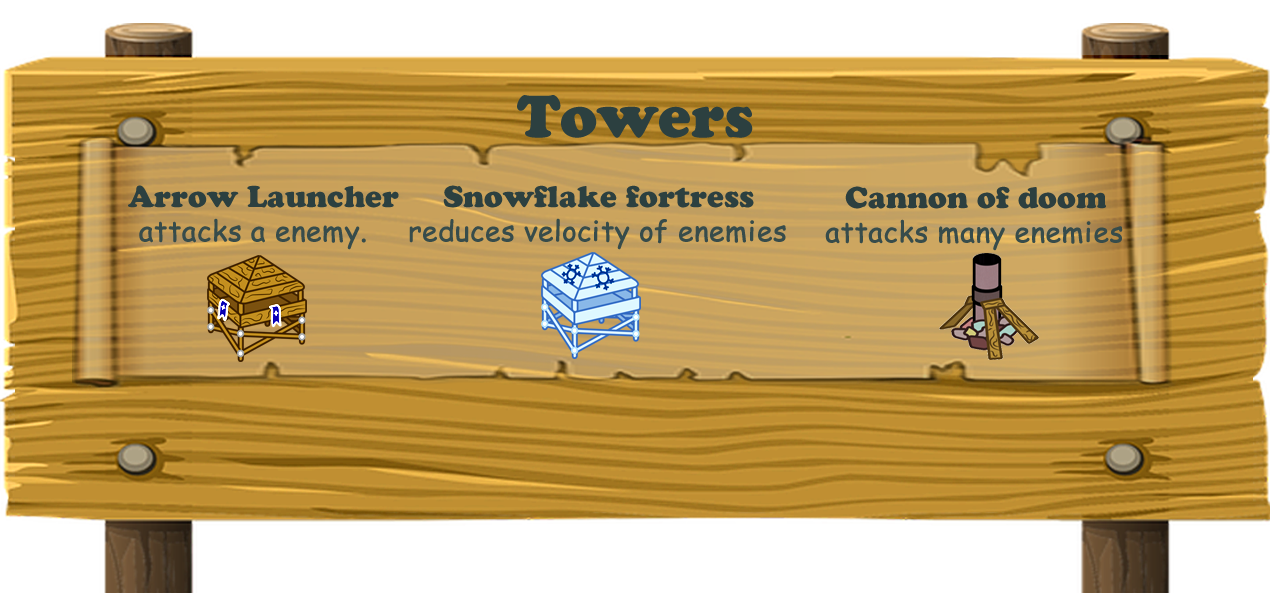 Towers
Arrow Launcher
attacks a enemy.
Snowflake fortress
reduces velocity of enemies
Cannon of doom
attacks many enemies